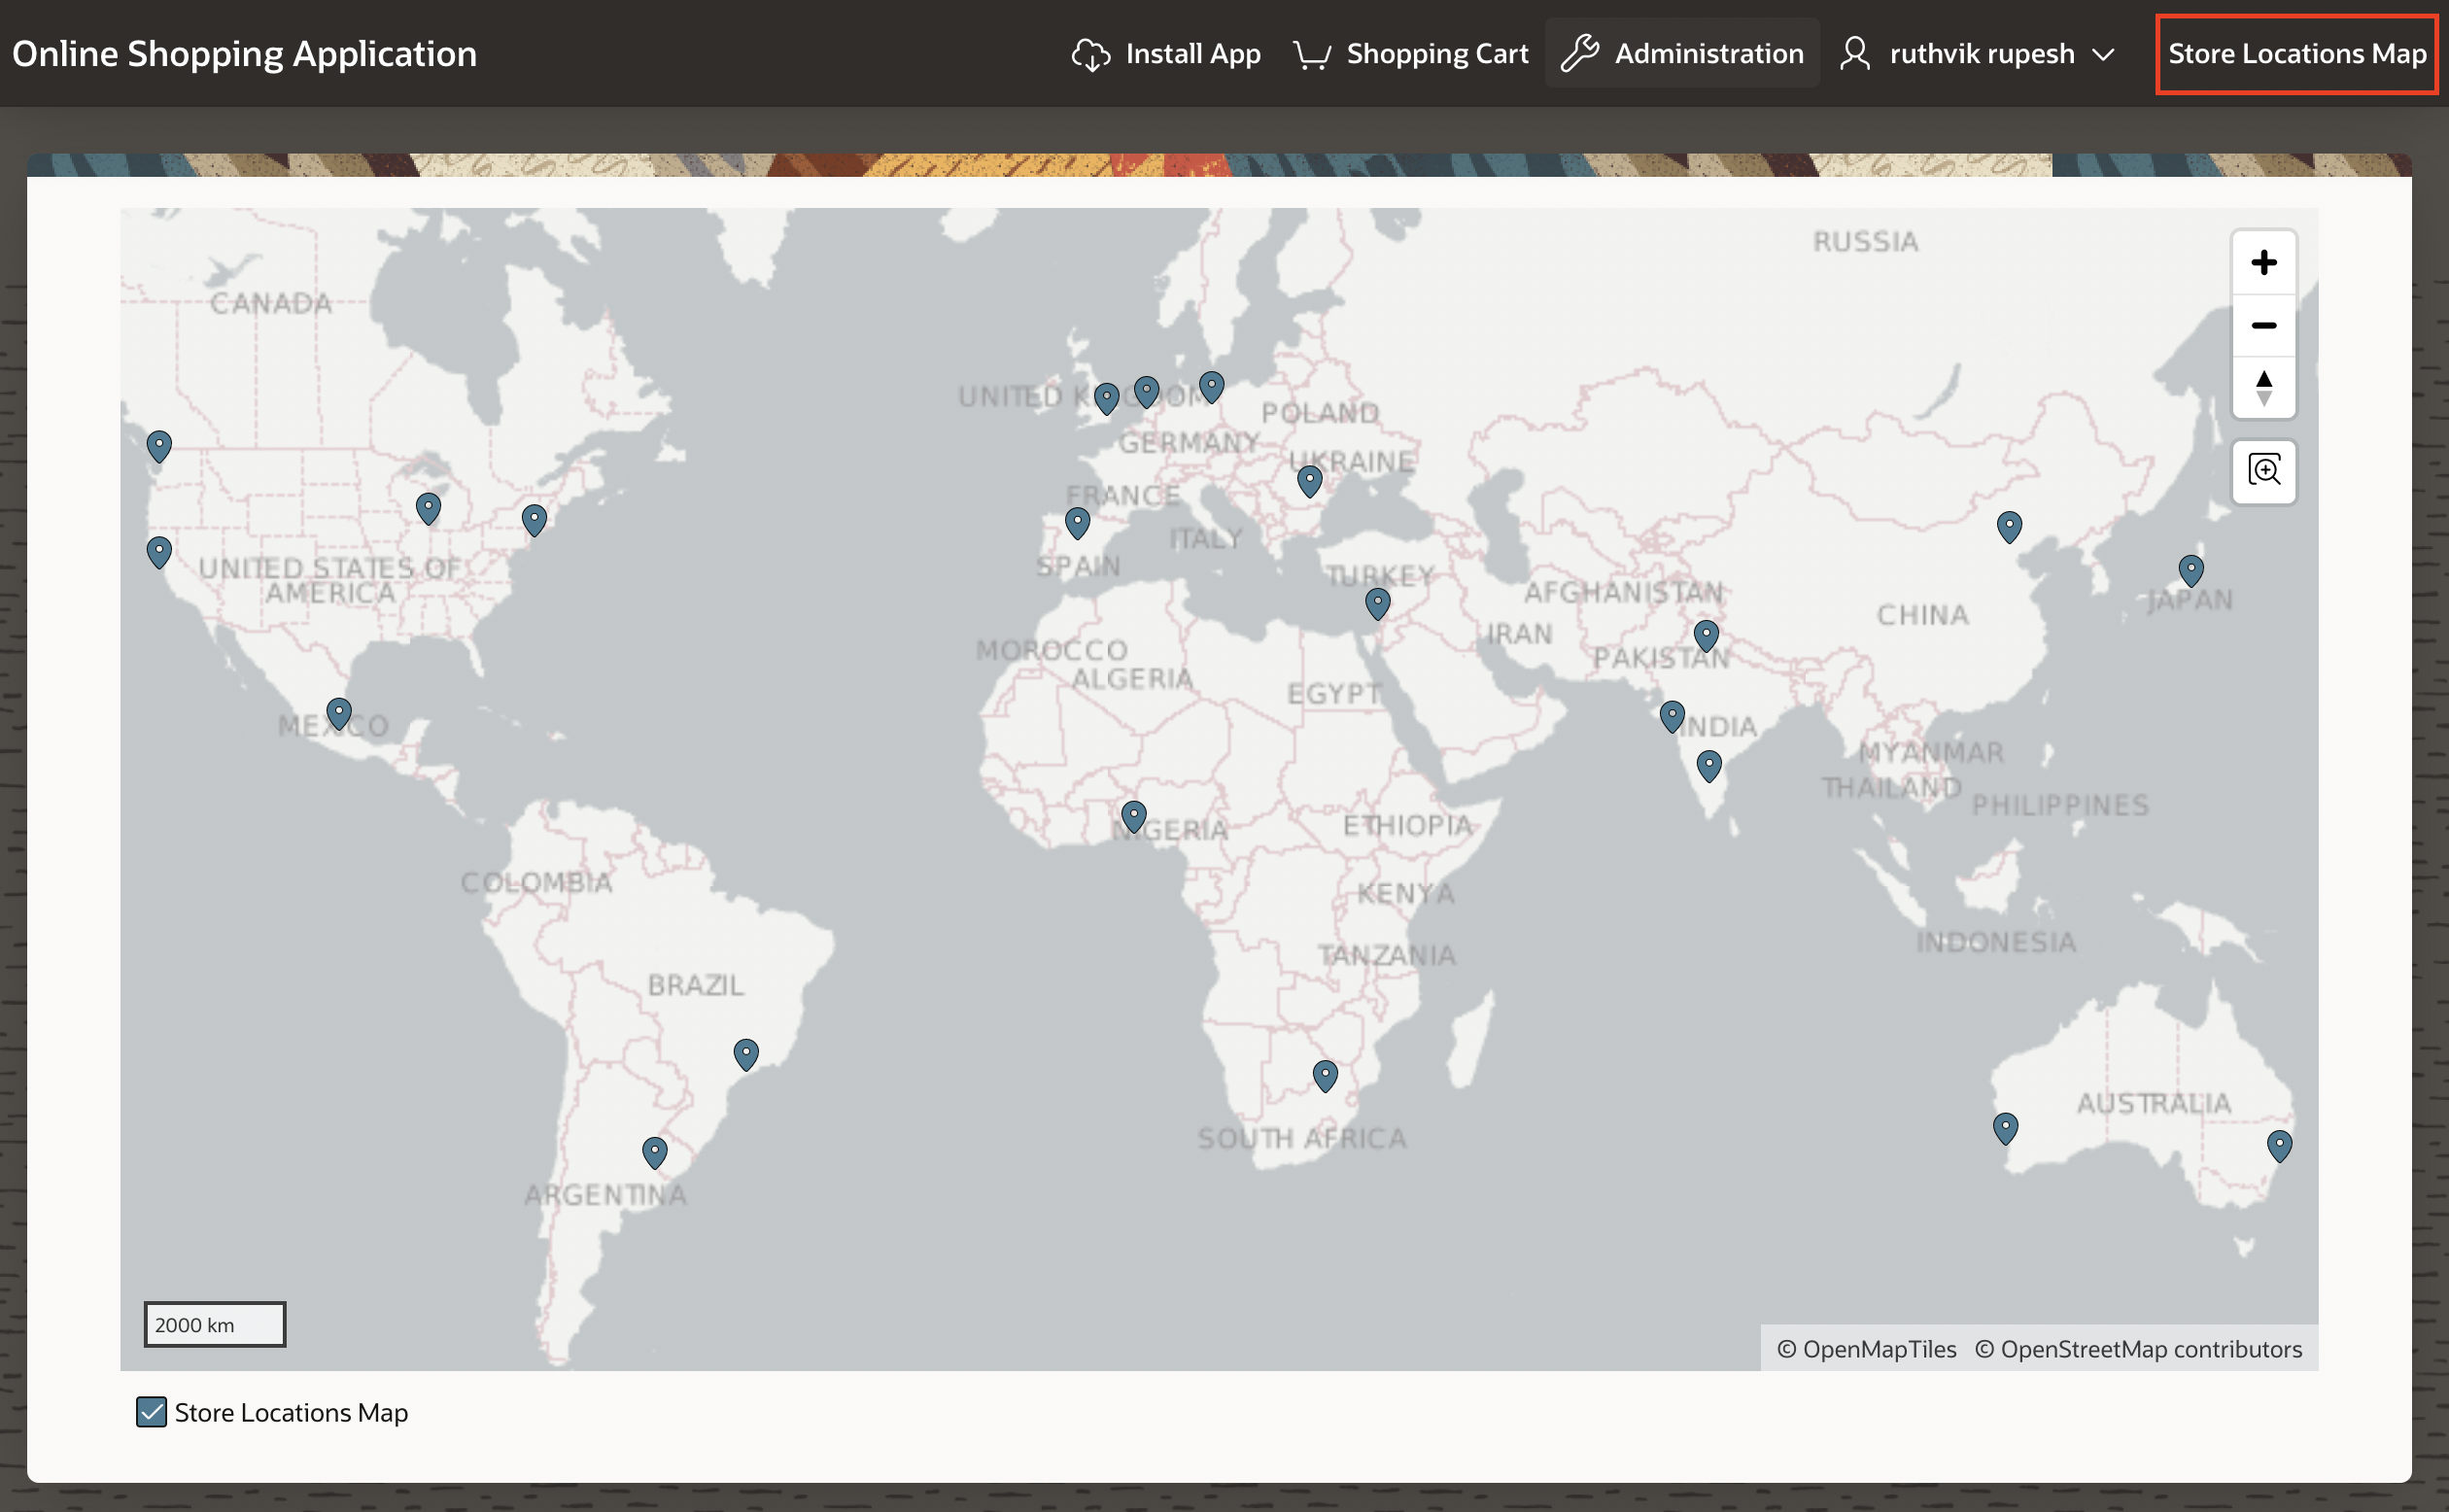 Online Shopping Application
Install App
Shopping Cart
Administration
ruthvik rupesh
Store Locations Map
RUSSIA
CANADA
UNITED KINGDOM
POLAND
GERMANY
UKRAINE
FRANCE
ITALY
SPAIN
TURKEY
UNITED STATES OF
AMERICA
AFGHANISTAN
CHINA
JAPAN
IRAN
MOROCCO
PAKISTAN
ALGERIA
EGYPT
MEXICO
INDIA
MYANMAR
THAILAND
PHILIPPINES
NIGERIA
ETHIOPIA
COLOMBIA
KENYA
INDONESIA
TANZANIA
BRAZIL
AUSTRALIA
SOUTH AFRICA
ARGENTINA
2000 km
© OpenMapTiles © OpenStreetMap contributors
Store Locations Map